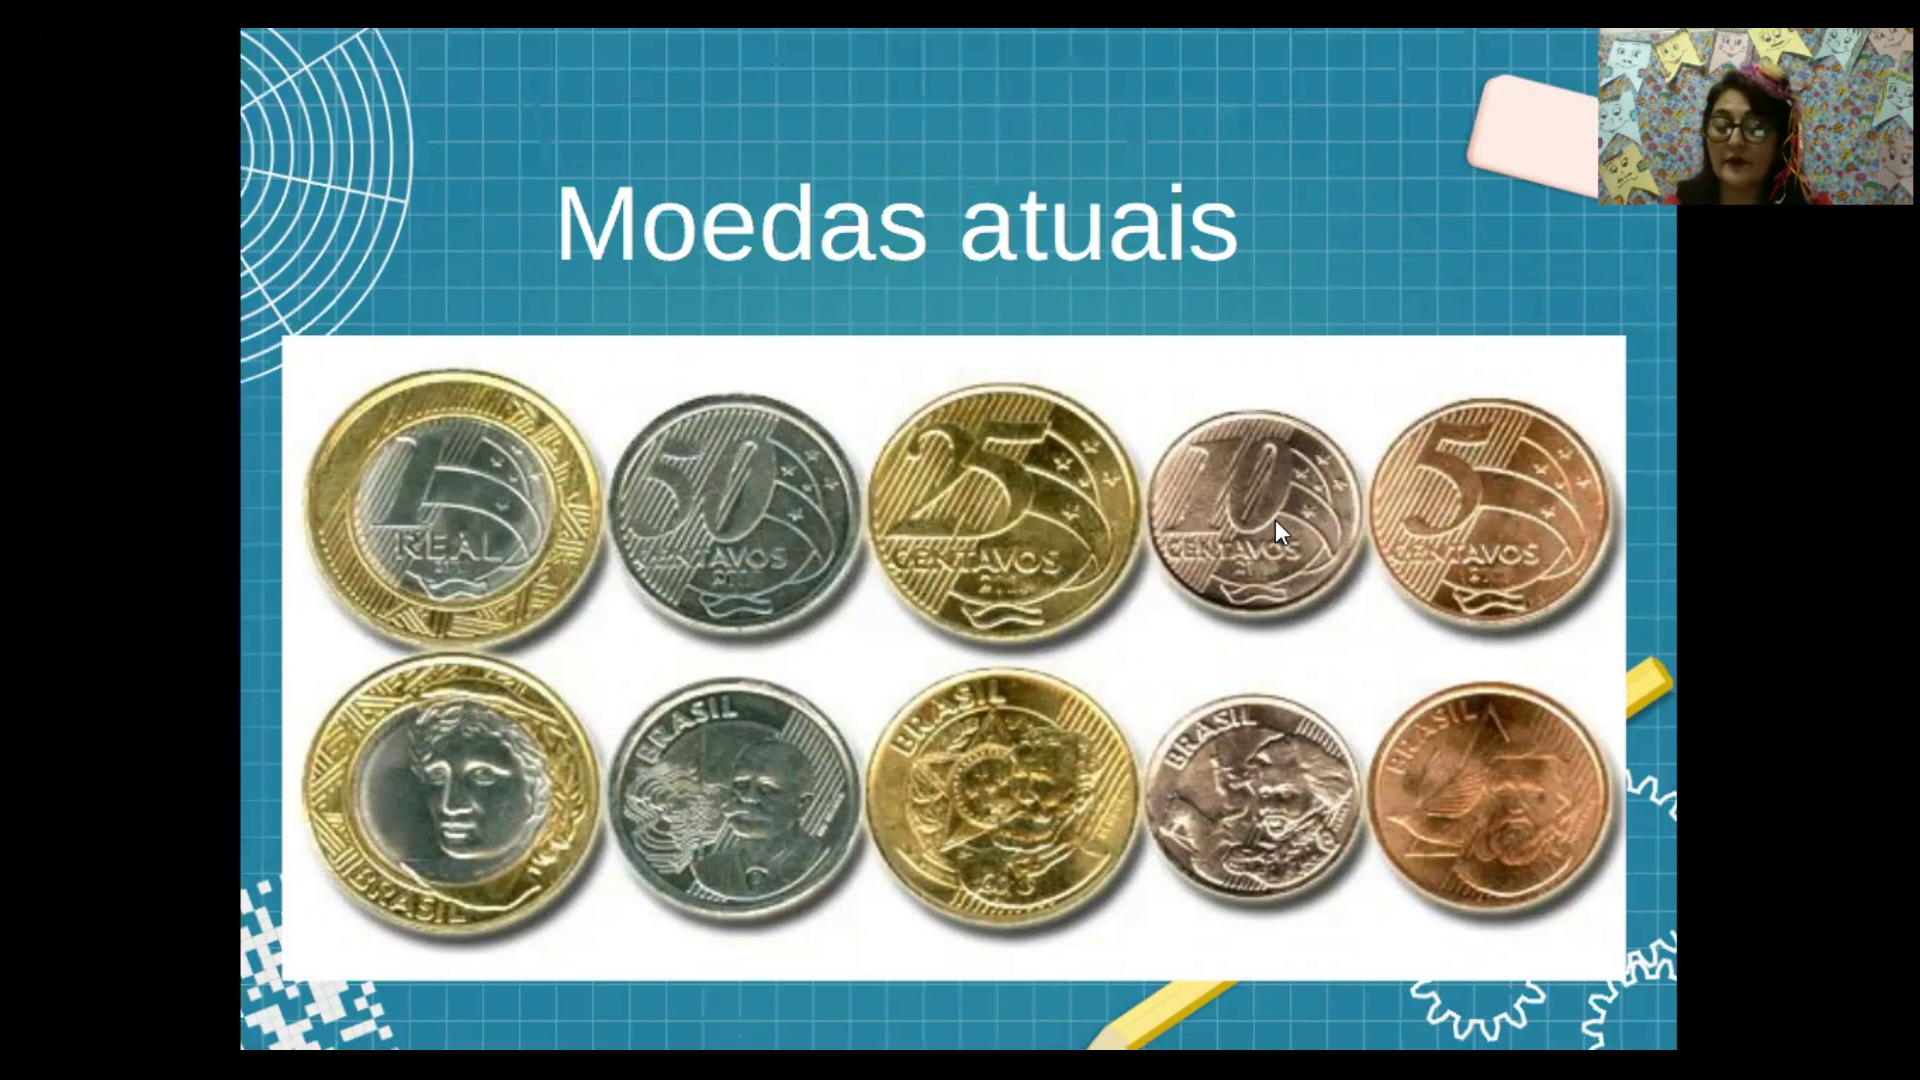 Moedas atuais
1
REAL
50
CENTAVOS
25
CENTAVOS
10
CENTAVOS
5
CENTAVOS
BRASIL
BRASIL
BRASIL
BRASIL
BRASIL